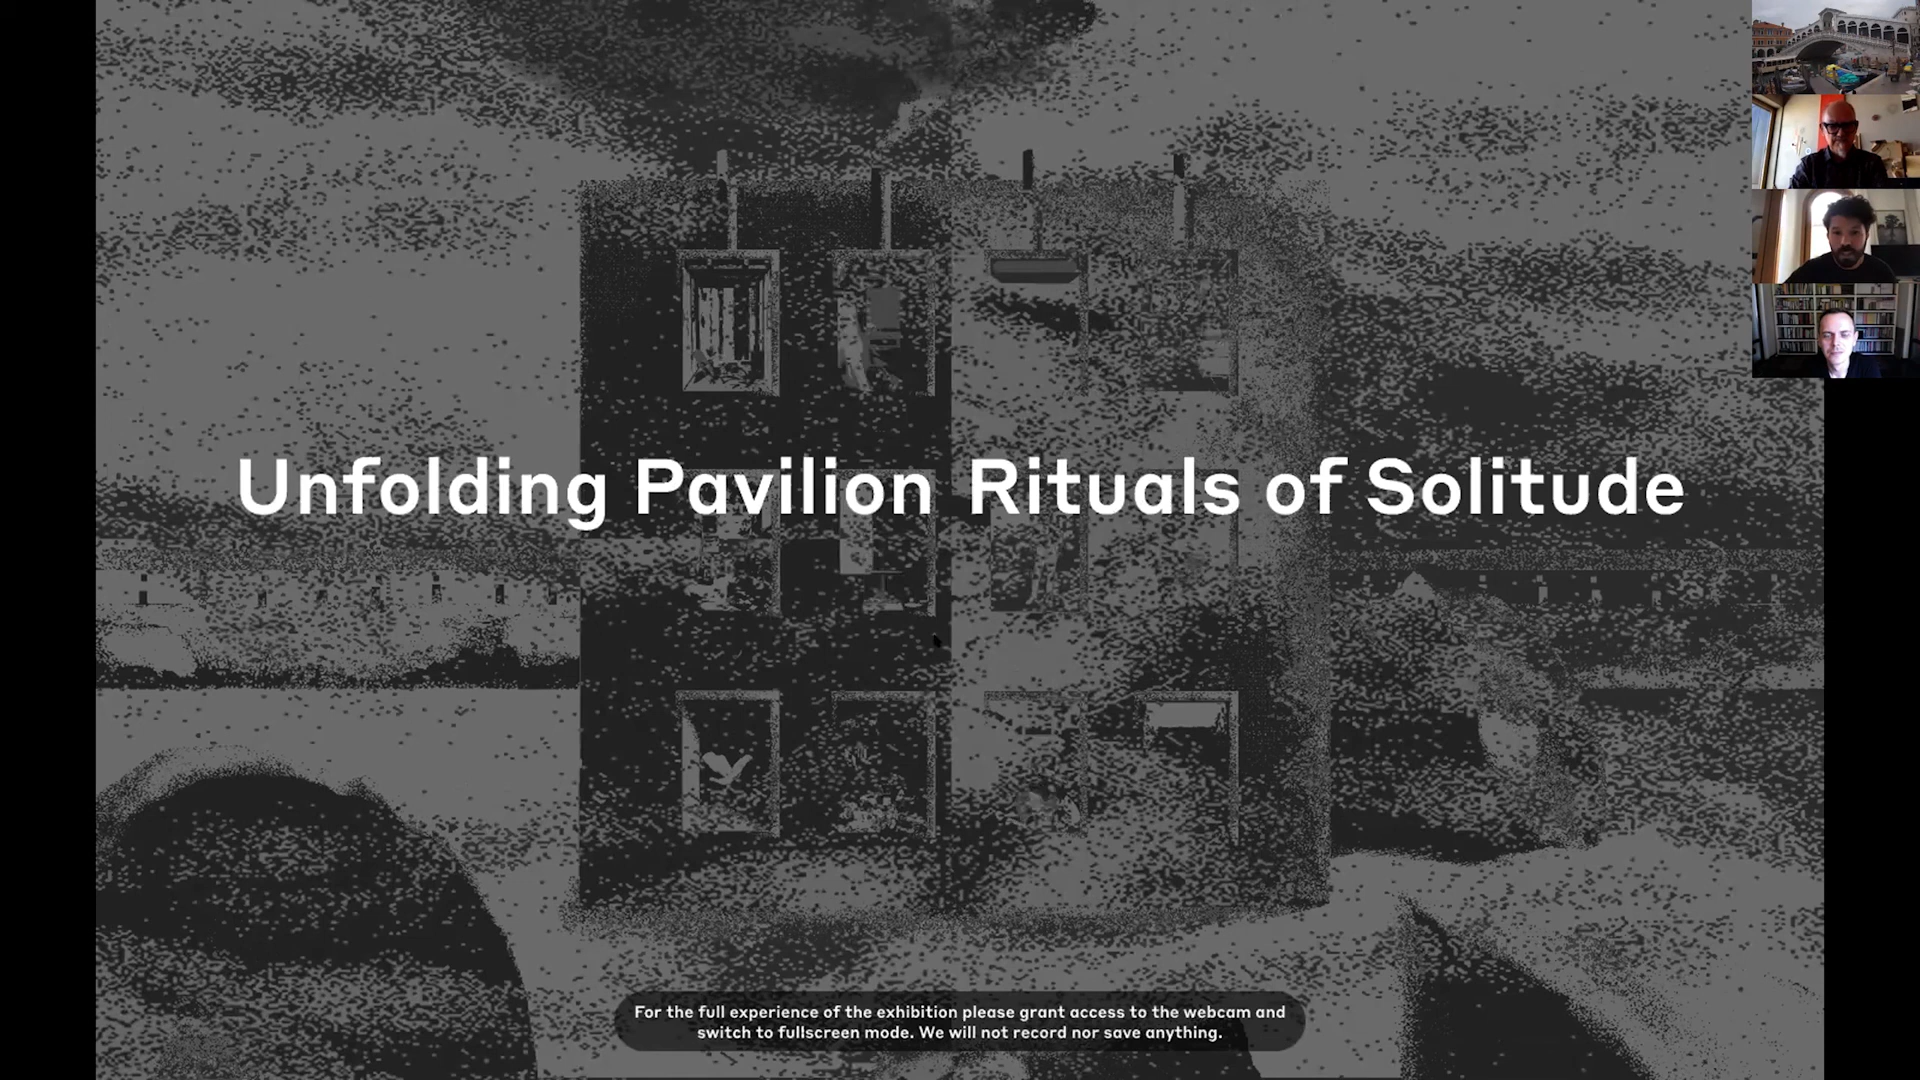 Unfolding Pavilion Rituals of Solitude
For the full experience of the exhibition please grant access to the webcam and
switch to fullscreen mode. We will not record nor save anything.